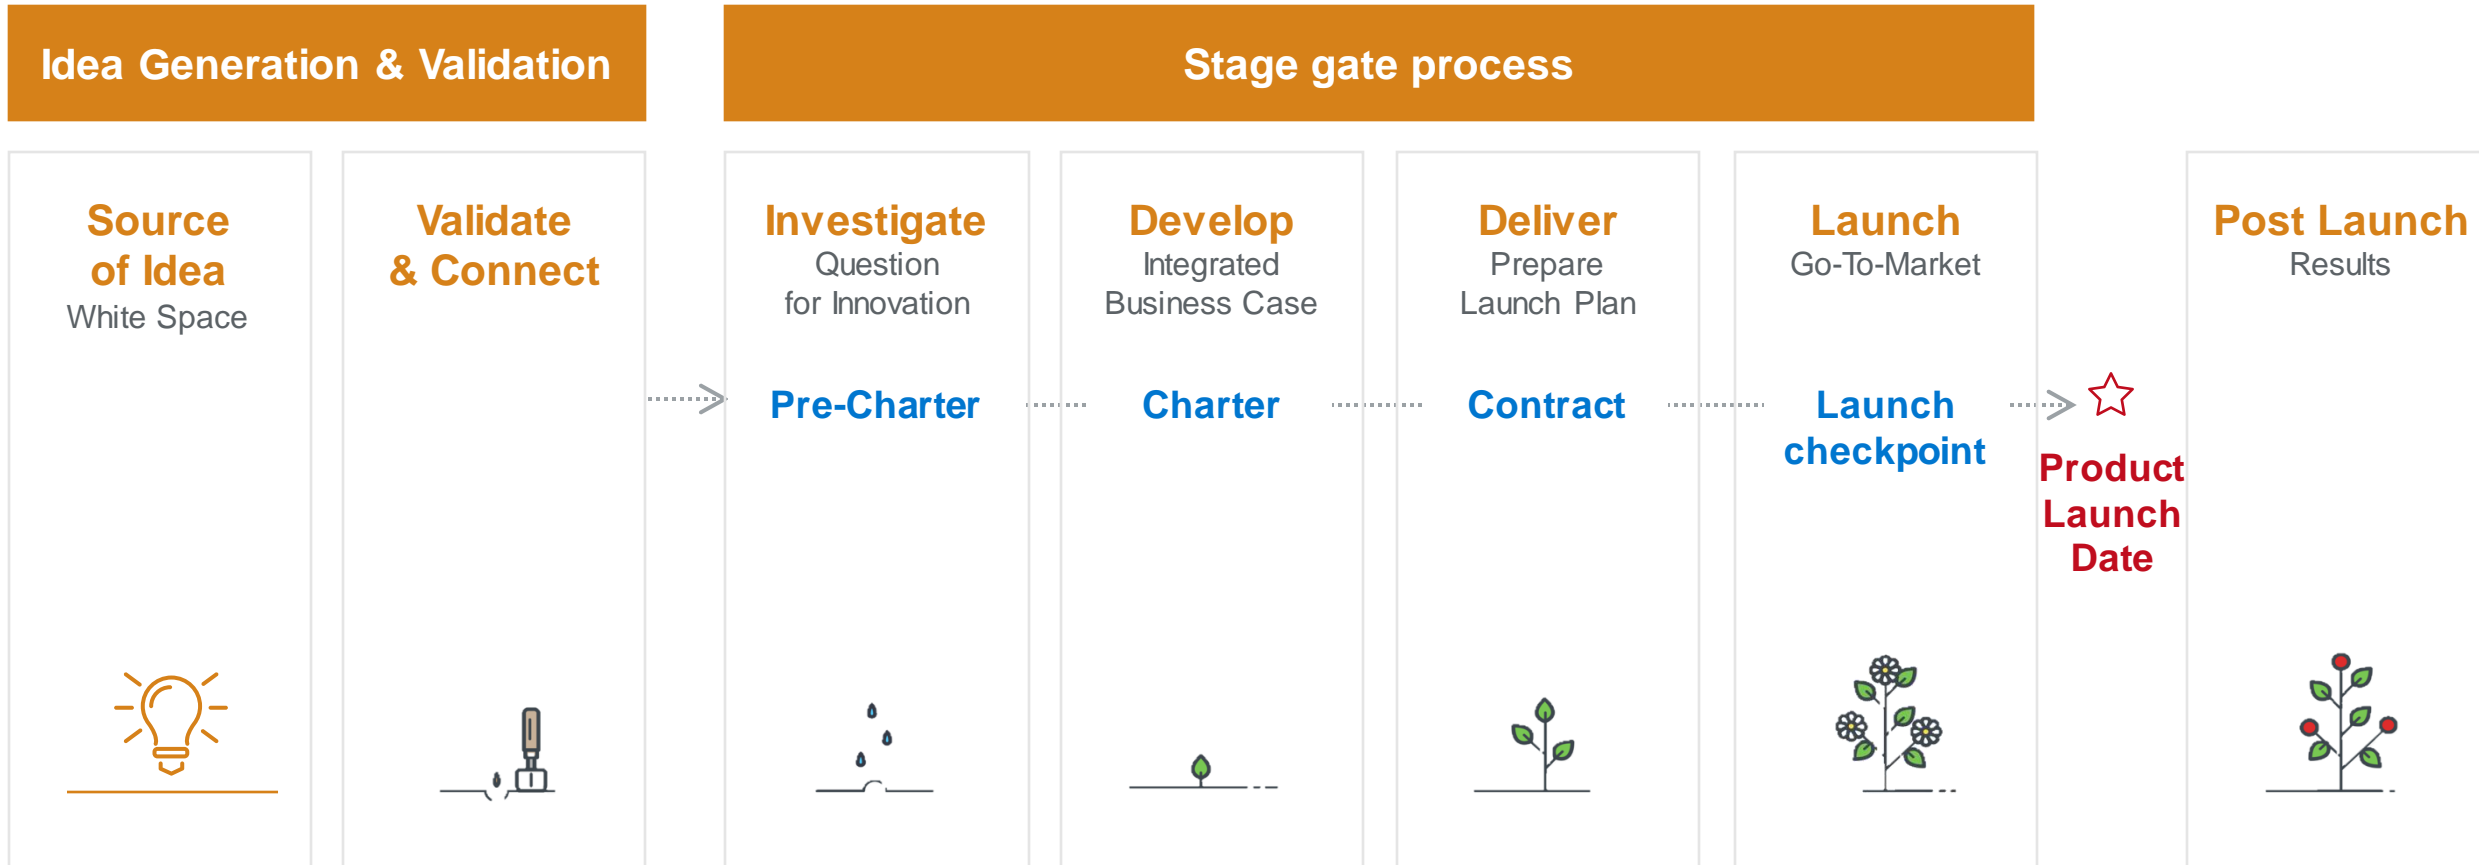 Idea Generation & Validation
Stage gate process
Source
of Idea
White Space
Validate
& Connect
Investigate
Question
for Innovation
Pre-Charter
Develop
Integrated
Business Case
Charter
Deliver
Prepare
Launch Plan
Contract
Launch
Go-To-Market
Launch
checkpoint
Product
Launch
Date
Post Launch
Results